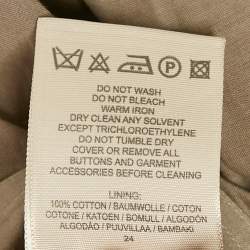 DO NOT WASH
DO NOT BLEACH
WARM IRON
DRY CLEAN ANY SOLVENT
EXCEPT TRICHLOROETHYLENE
DO NOT TUMBLE DRY
COVER OR REMOVE ALL
BUTTONS AND GARMENT
ACCESSORIES BEFORE CLEANING
LINING:
100% COTTON / BAUMWOLLE / COTON
COTONE / KATOEN / BOMULL / ALGODÓN
ALGODÃO / PUUVILLAA / BAMBAKI
24